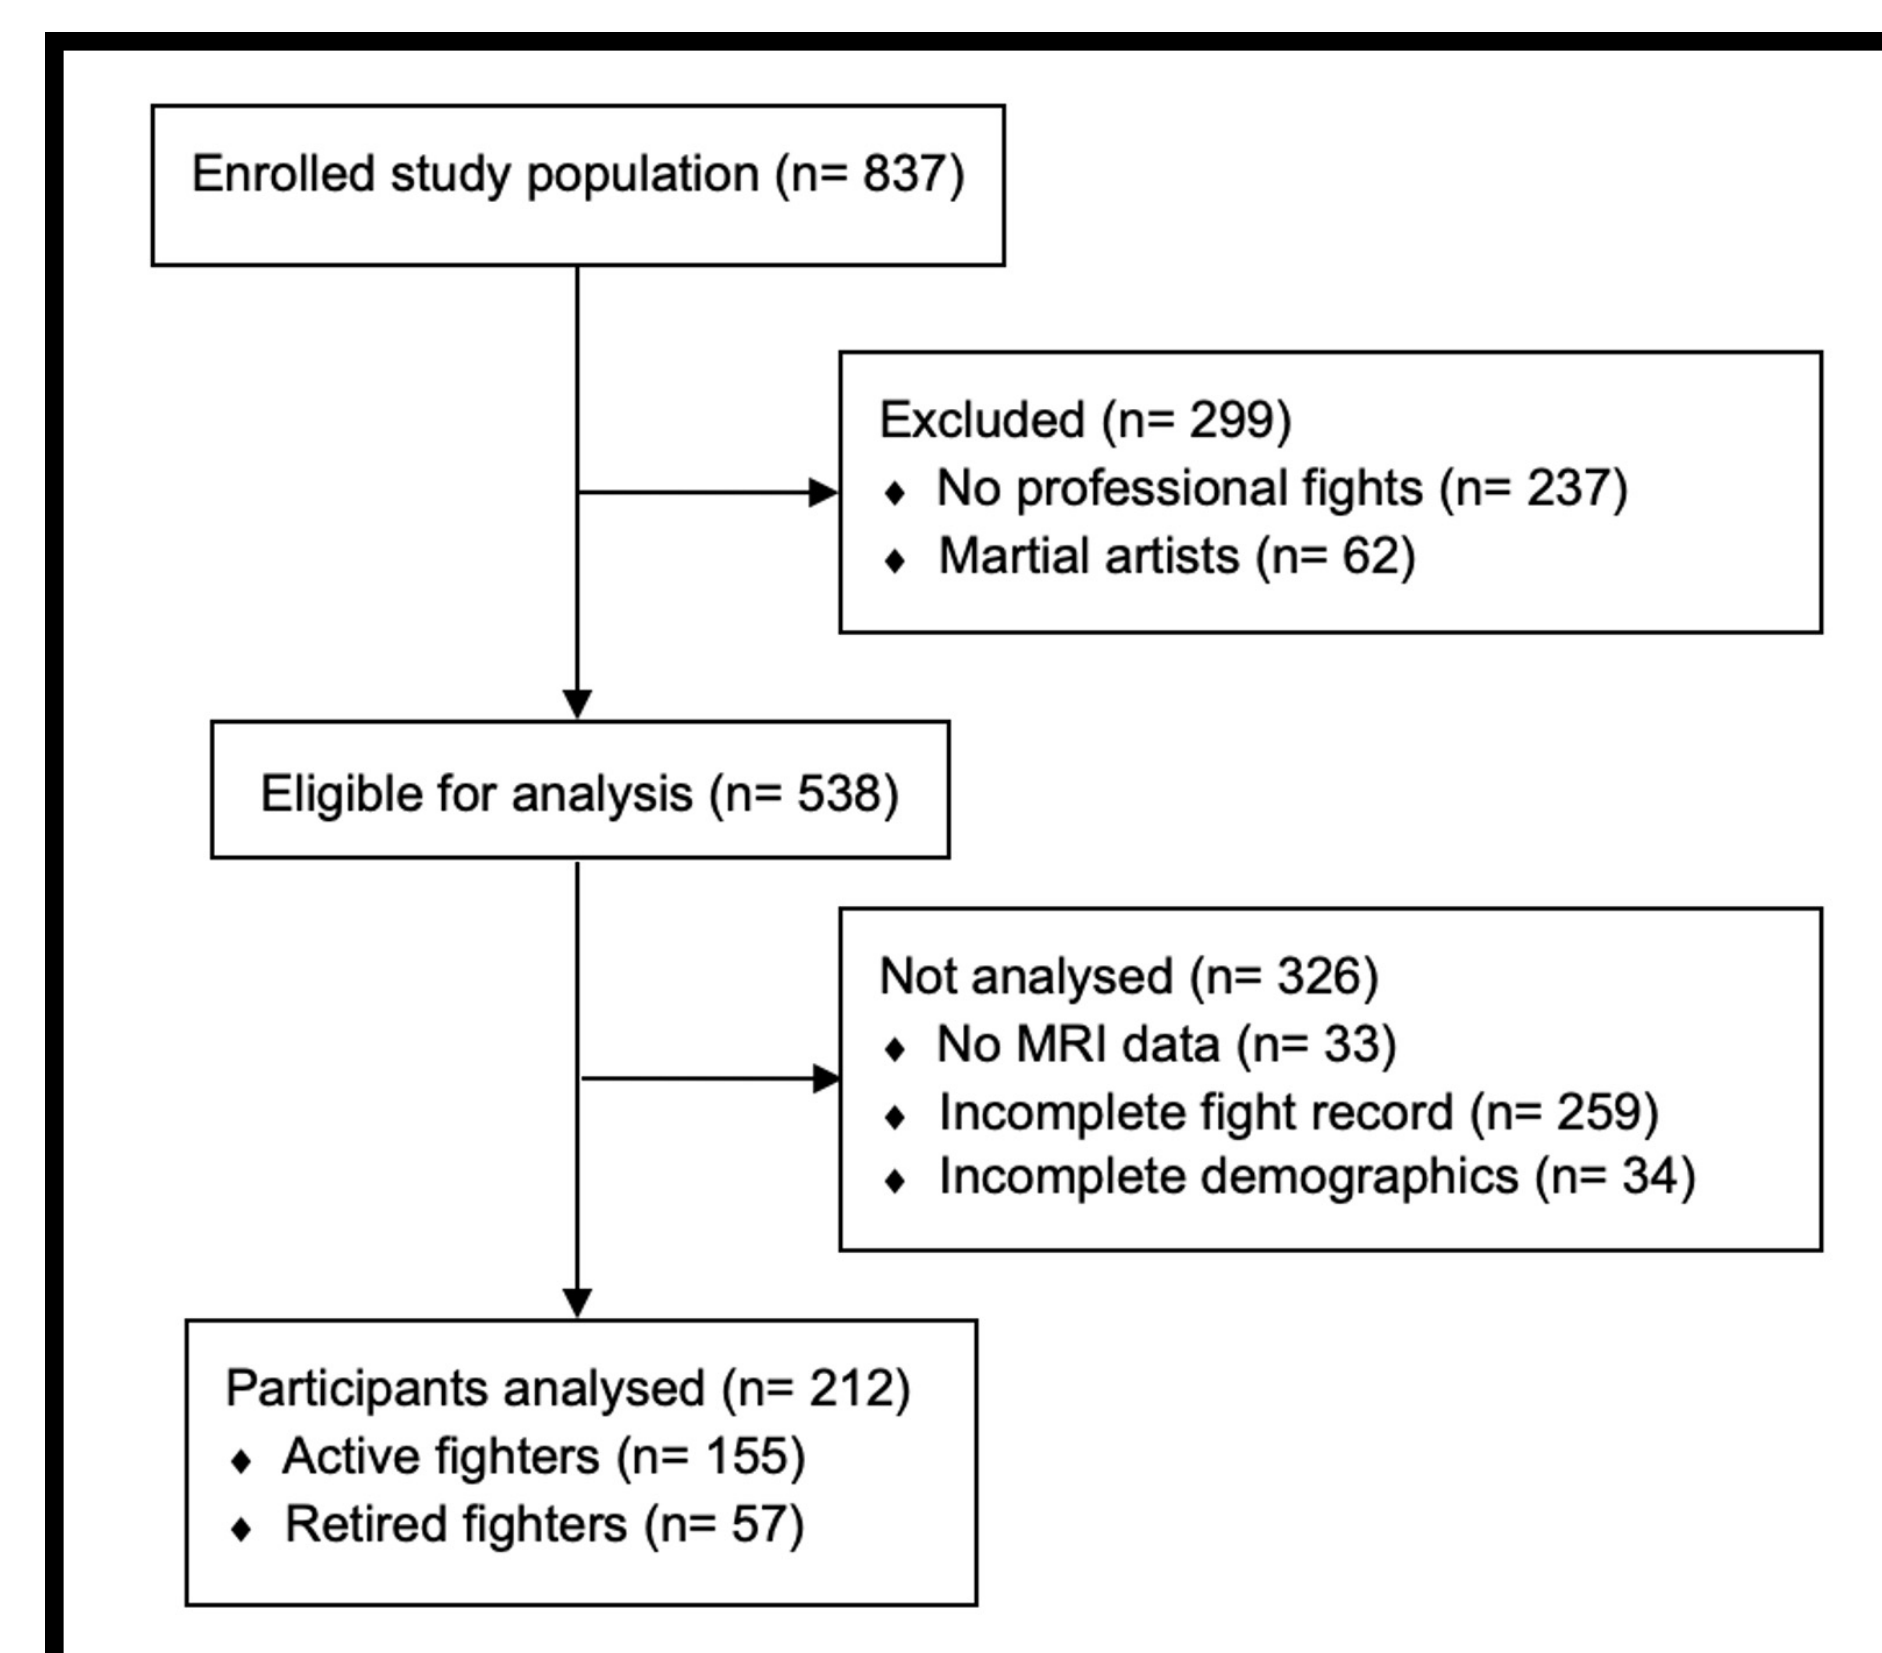 Enrolled study population (n= 837)
Excluded (n= 299)
♦ No professional fights (n= 237)
♦ Martial artists (n= 62)
Eligible for analysis (n= 538)
Not analysed (n= 326)
♦ No MRI data (n= 33)
♦ Incomplete fight record (n= 259)
♦ Incomplete demographics (n= 34)
Participants analysed (n= 212)
♦ Active fighters (n= 155)
♦ Retired fighters (n= 57)